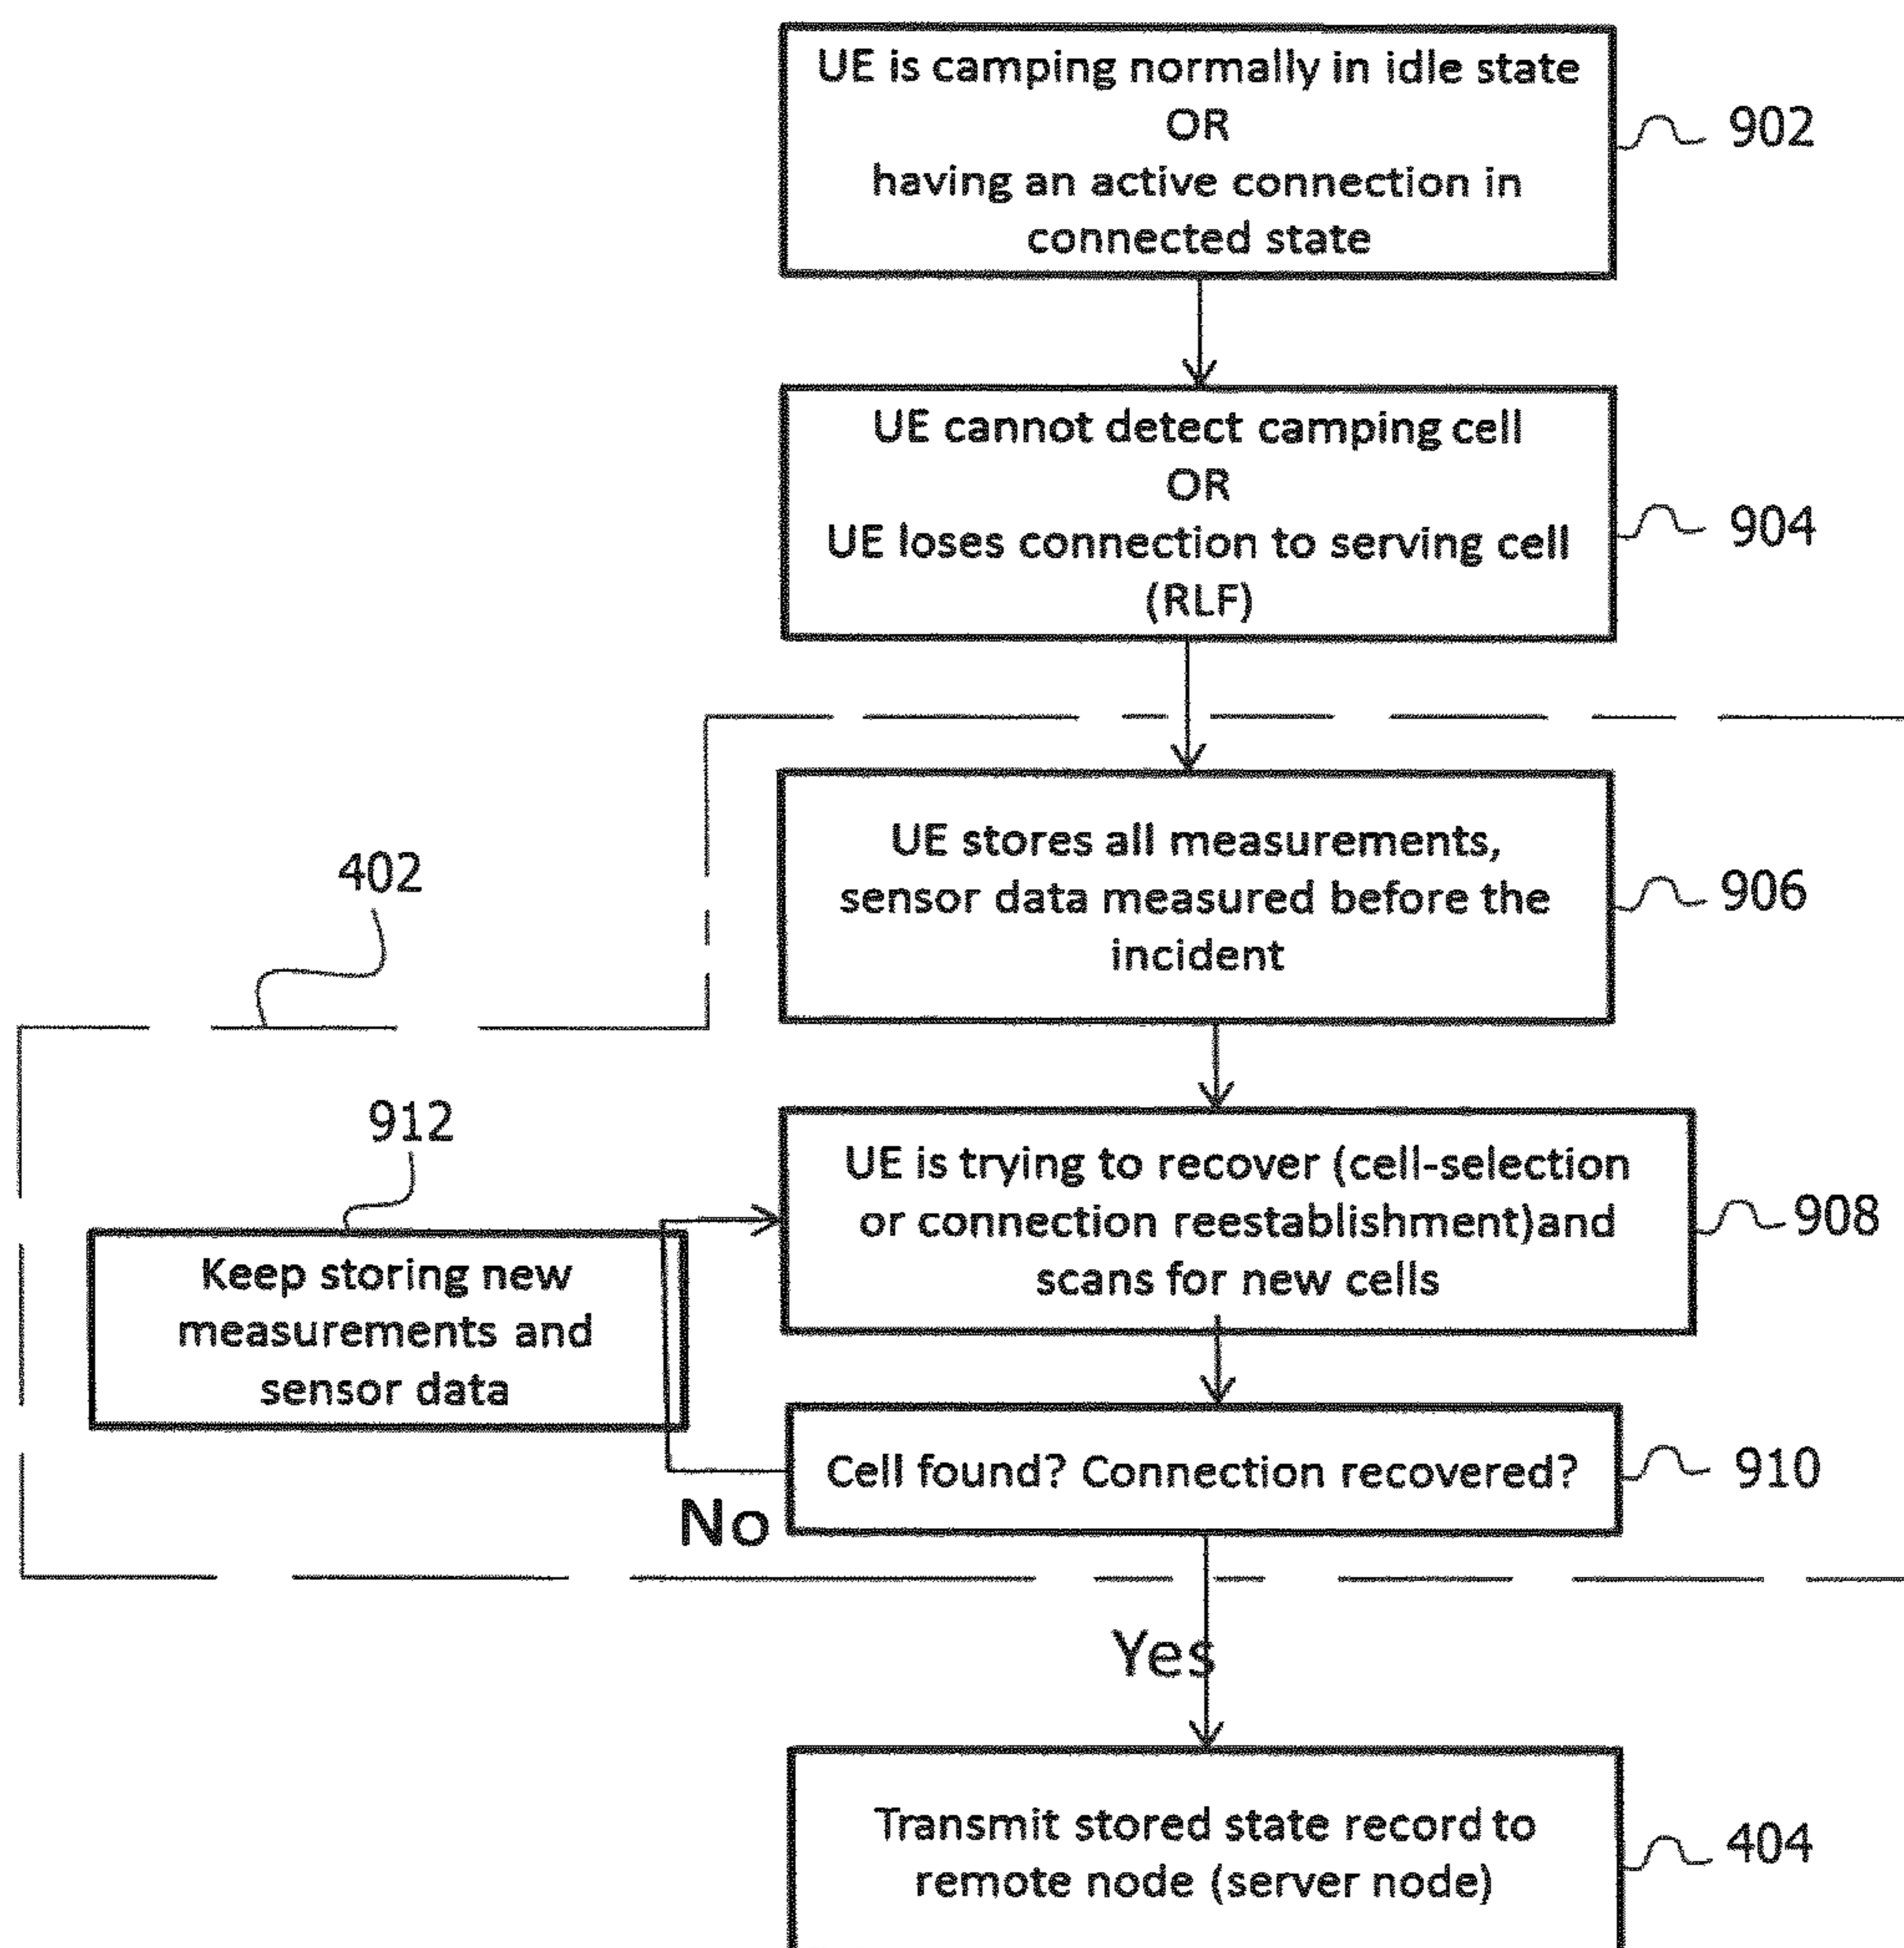 UE is camping normally in idle state
OR
having an active connection in
connected state
902
UE cannot detect camping cell
OR
UE loses connection to serving cell
(RLF)
904
UE stores all measurements,
sensor data measured before the
incident
906
402
912
UE is trying to recover (cell-selection
or connection reestablishment)and
scans for new cells
908
Keep storing new
measurements and
sensor data
Cell found? Connection recovered?
910
No
Yes
Transmit stored state record to
remote node (server node)
404